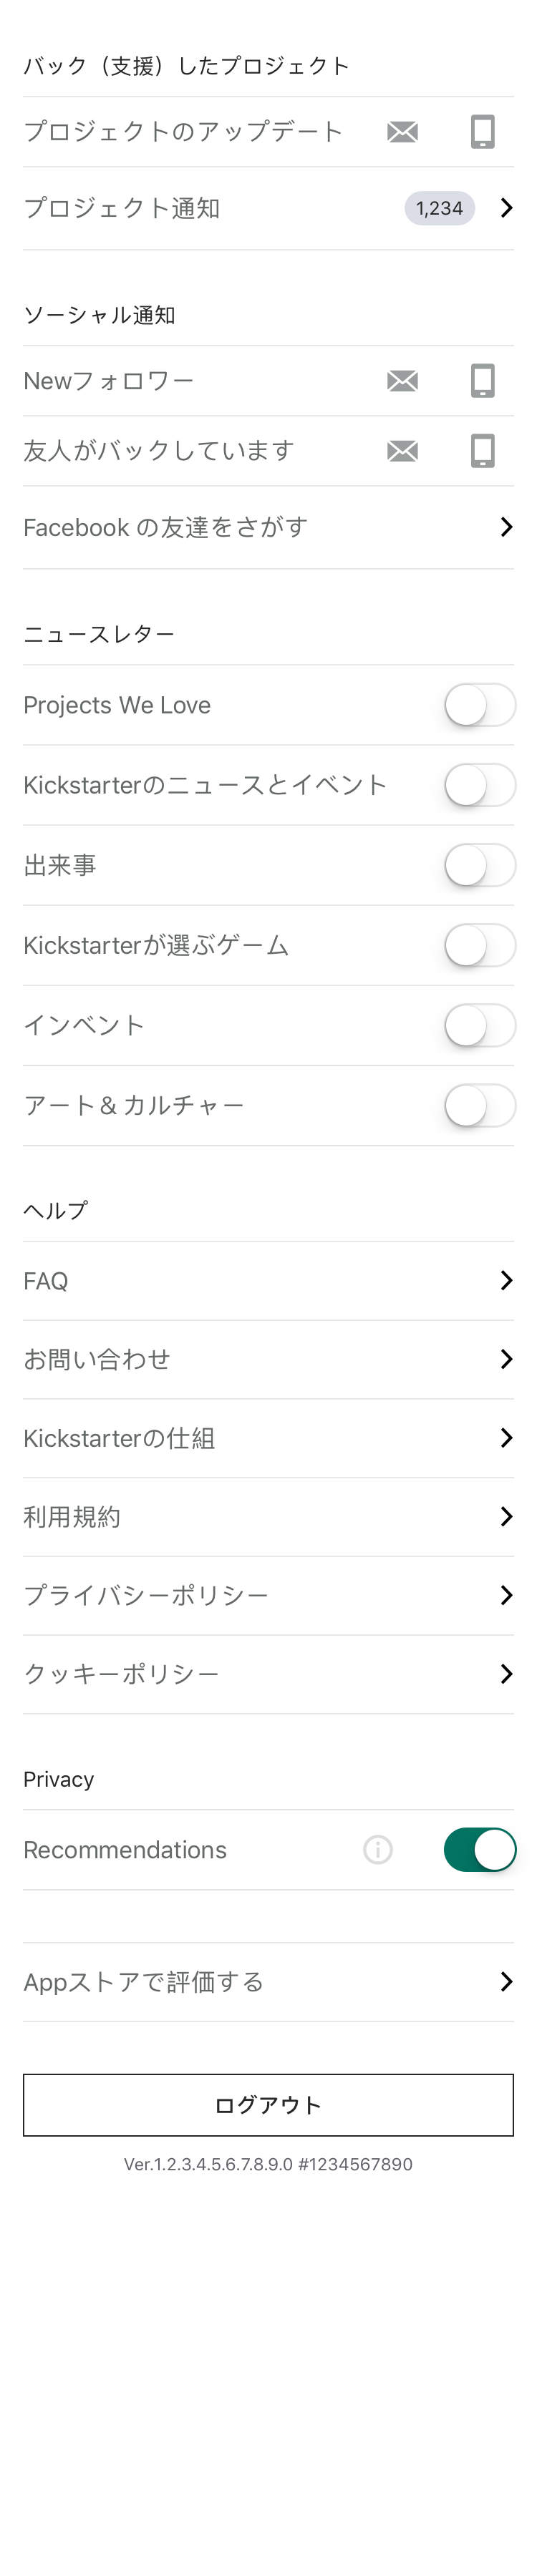 バック（支援）したプロジェクト
プロジェクトのアップデート
プロジェクト通知 1,234
ソーシャル通知
Newフォロワー
友人がバックしています
Facebook の友達をさがす
ニュースレター
Projects We Love
Kickstarterのニュースとイベント
出来事
Kickstarterが選ぶゲーム
インベント
アート＆カルチャー
ヘルプ
FAQ
お問い合わせ
Kickstarterの仕組
利用規約
プライバシーポリシー
クッキーポリシー
Privacy
Recommendations
Appストアで評価する
ログアウト
Ver.1.2.3.4.5.6.7.8.9.0 #1234567890